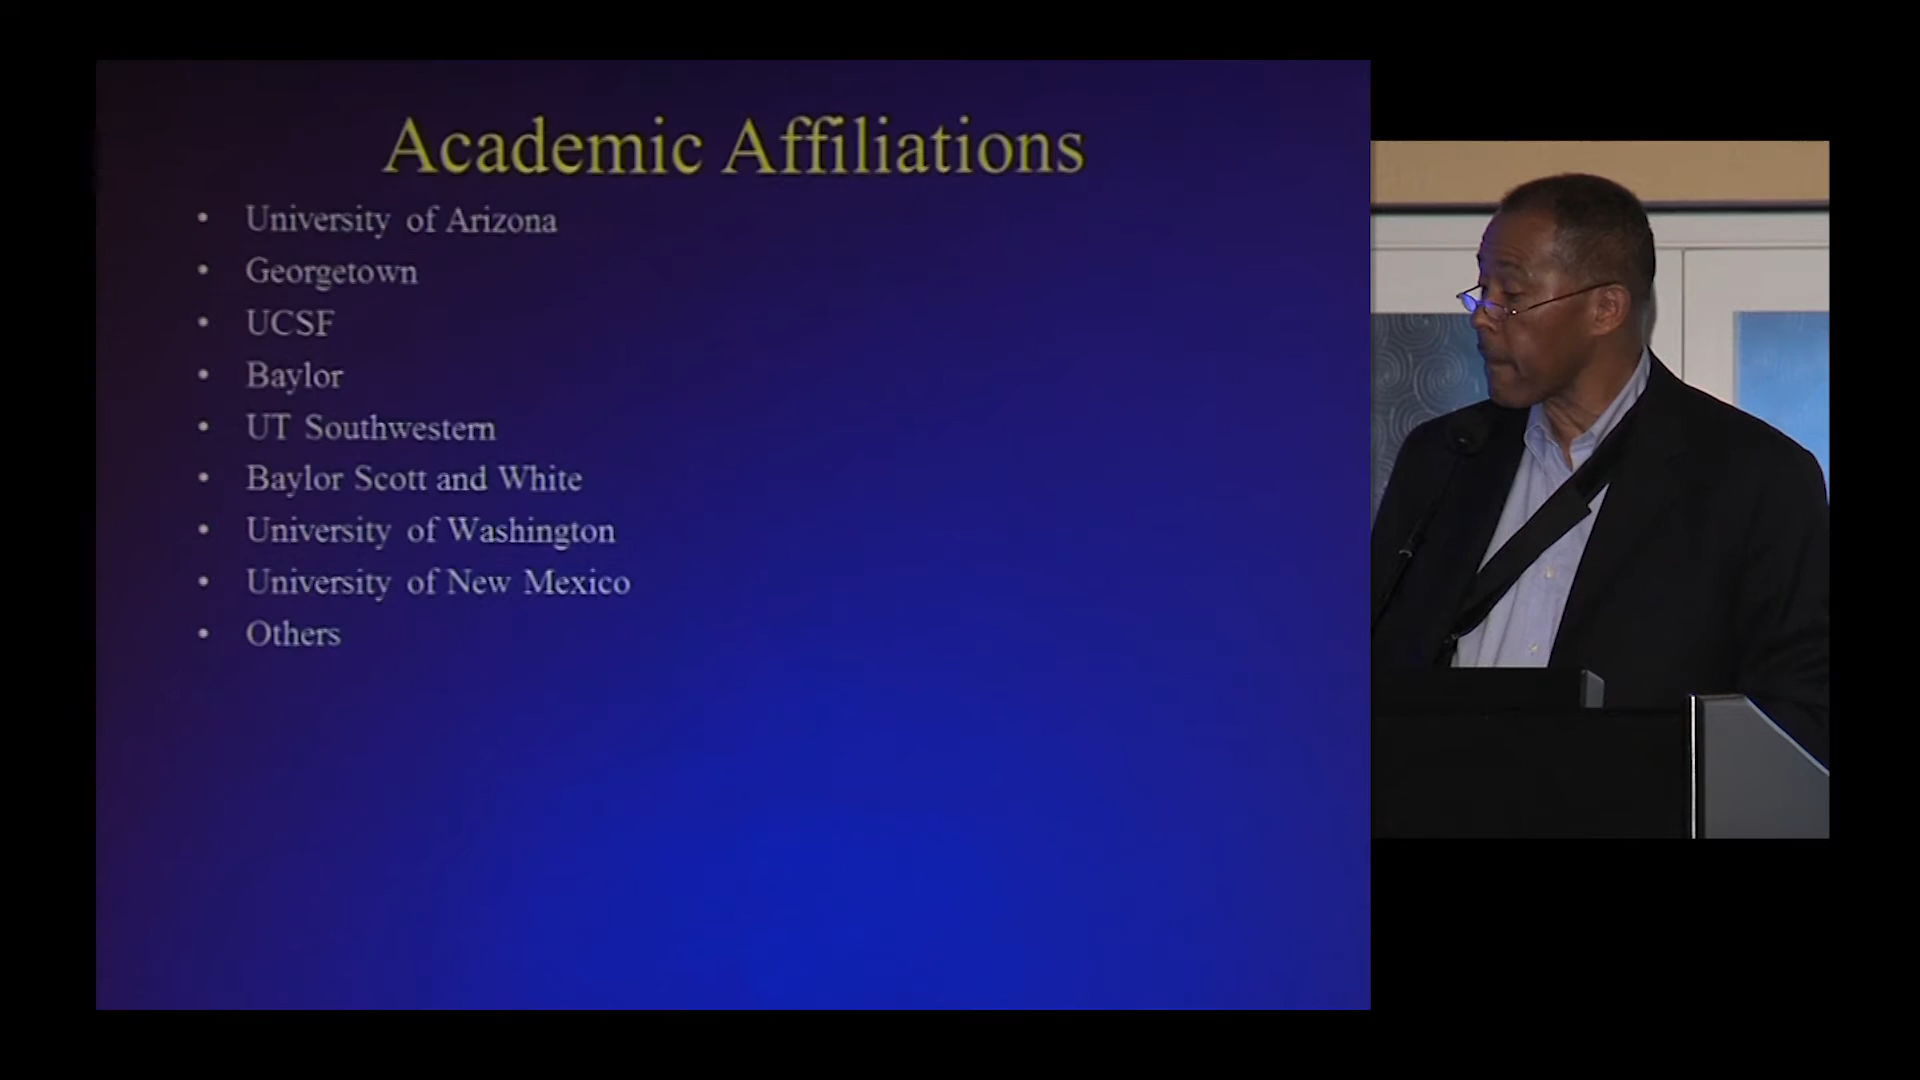 Academic Affiliations
• University of Arizona
• Georgetown
• UCSF
• Baylor
• UT Southwestern
• Baylor Scott and White
• University of Washington
• University of New Mexico
• Others